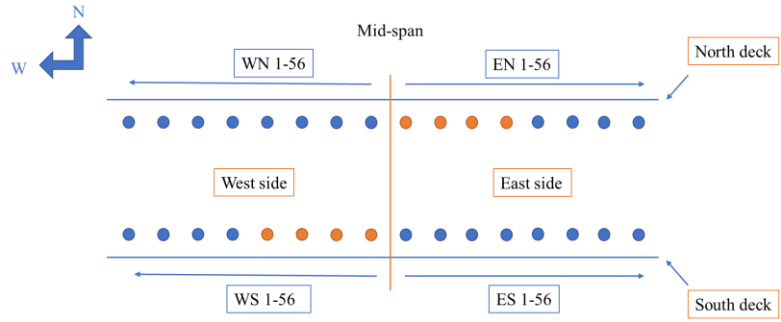 N
Mid-span
W
WN 1-56
EN 1-56
North deck
West side
East side
WS 1-56
ES 1-56
South deck